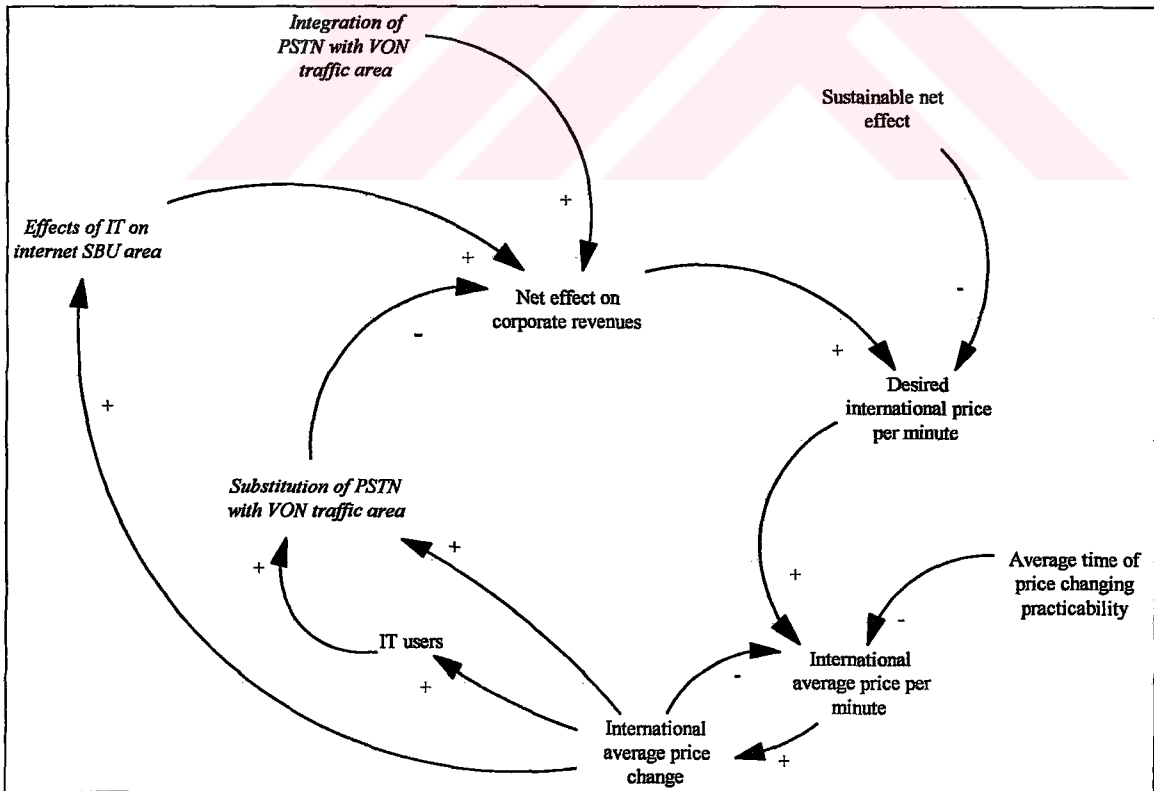 Integration of
PSTN with VON
traffic area
Sustainable net
effect
+
Effects of IT on
internet SBU area
+
-
Net effect on
corporate revenues
-
+
Desired
international price
per minute
+
Substitution of PSTN
with VON traffic area
+
+
+
Average time of
price changing
practicability
-
IT users
International
average price per
minute
-
+
International
average price
change
+